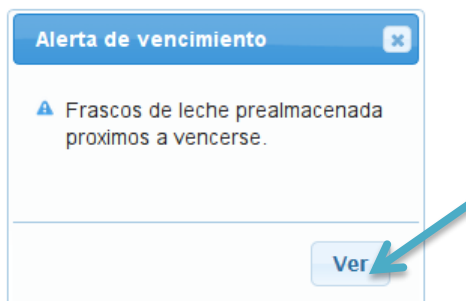 Alerta de vencimiento
Frascos de leche prealmacenada
proximos a vencerse.
Ver